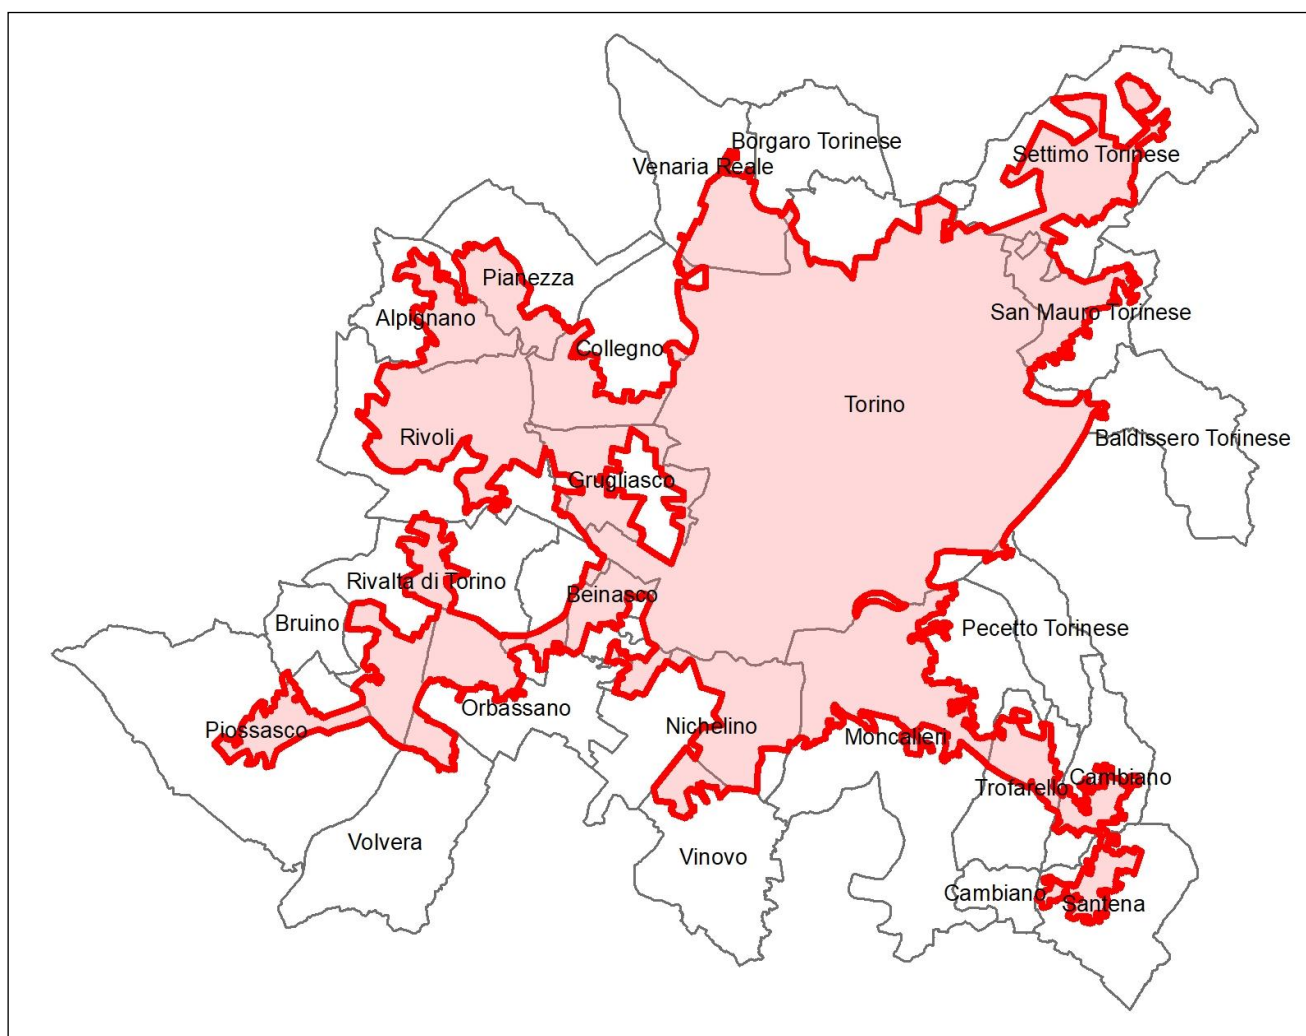 Borgaro Torinese
Venaria Reale
Settimo Torinese
Pianezza
Alpignano
San Mauro Torinese
Collegno
Torino
Rivoli
Baldissero Torinese
Grugliasco
Rivalta di Torino
Beinasco
Bruino
Pecetto Torinese
Orbassano
Piossasco
Nichelino
Moncalieri
Cambiano
Trofarello
Volvera
Vinovo
Cambiano
Santena